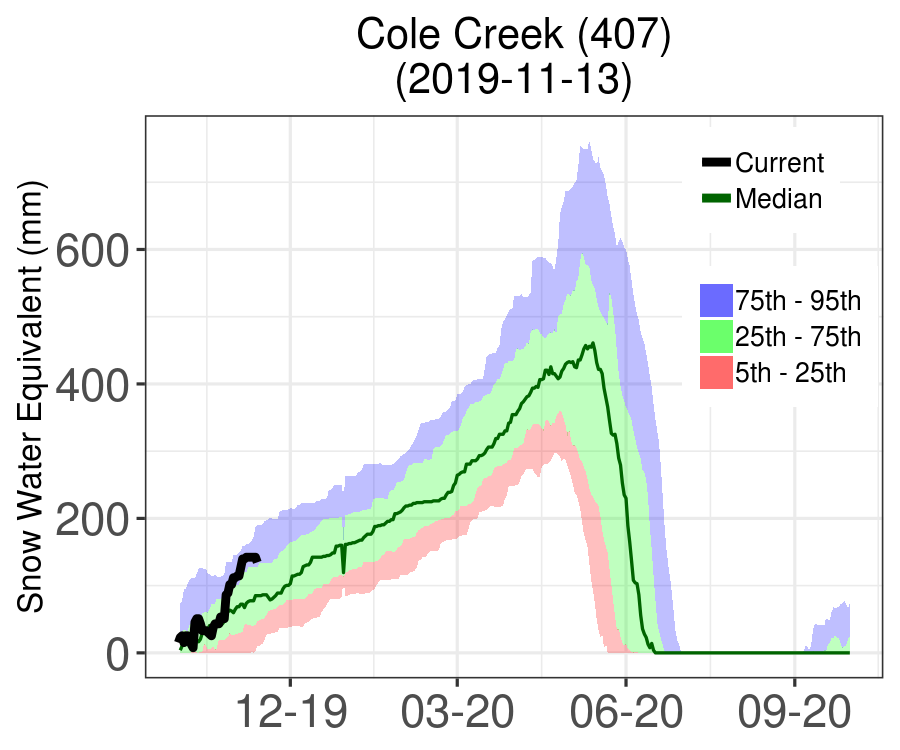 Cole Creek (407)
(2019-11-13)
Snow Water Equivalent (mm)
600
400
200
0
12-19
03-20
06-20
09-20
Current
Median
75th - 95th
25th - 75th
5th - 25th